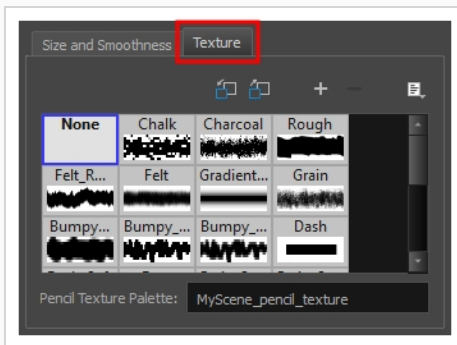 Size and Smoothness Texture
None Chalk Charcoal Rough
Felt_R... Felt Gradient... Grain
Bumpy... Bumpy_... Bumpy_... Dash
Pencil Texture Palette: MyScene_pencil_texture